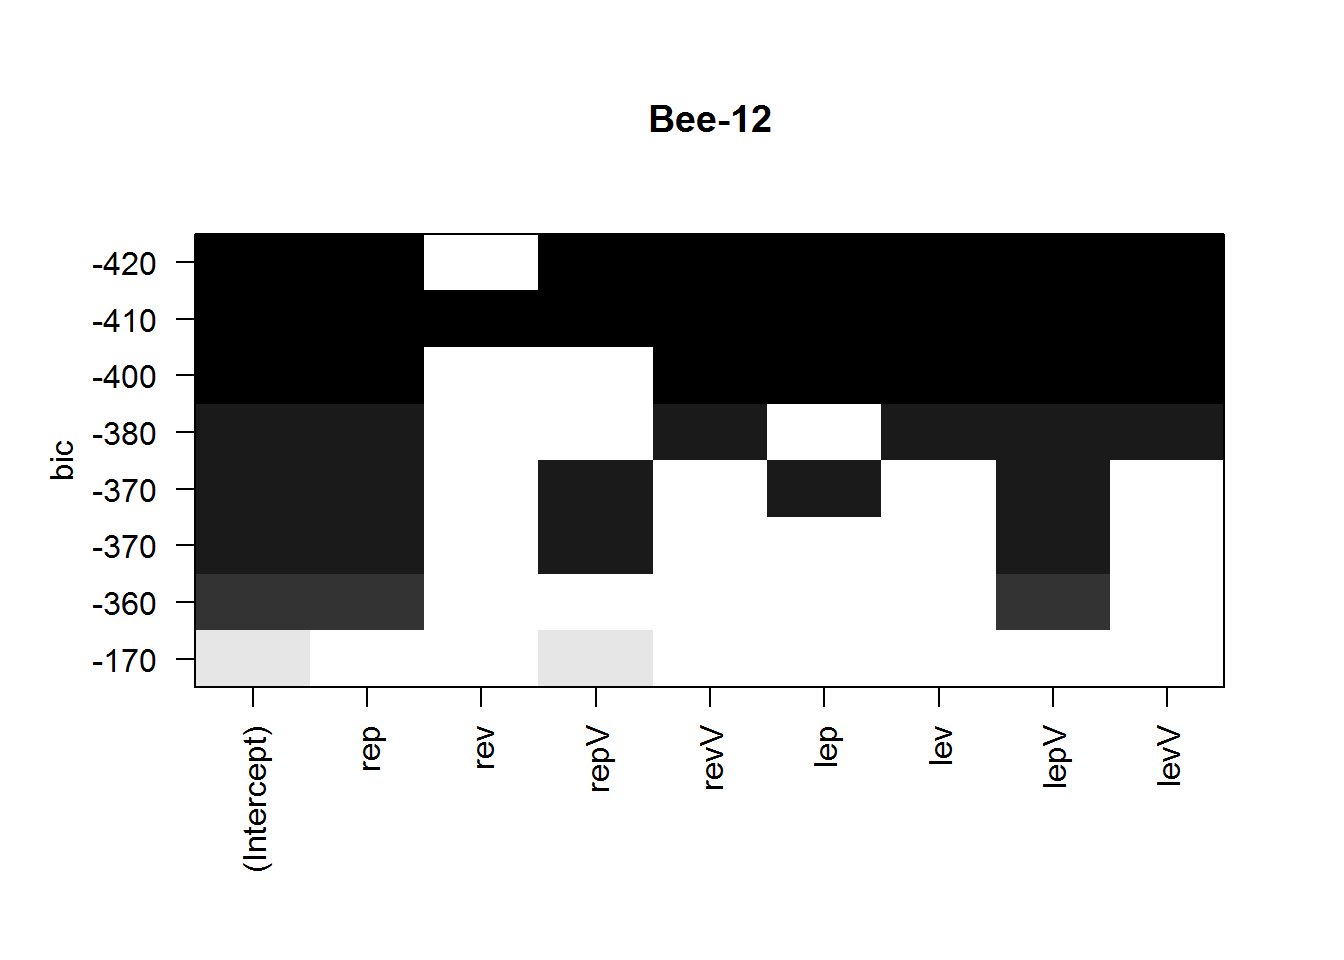 Bee-12
bic
-420
-410
-400
-380
-370
-370
-360
-170
(Intercept)
rep
rev
repV
revV
lep
lev
lepV
levV